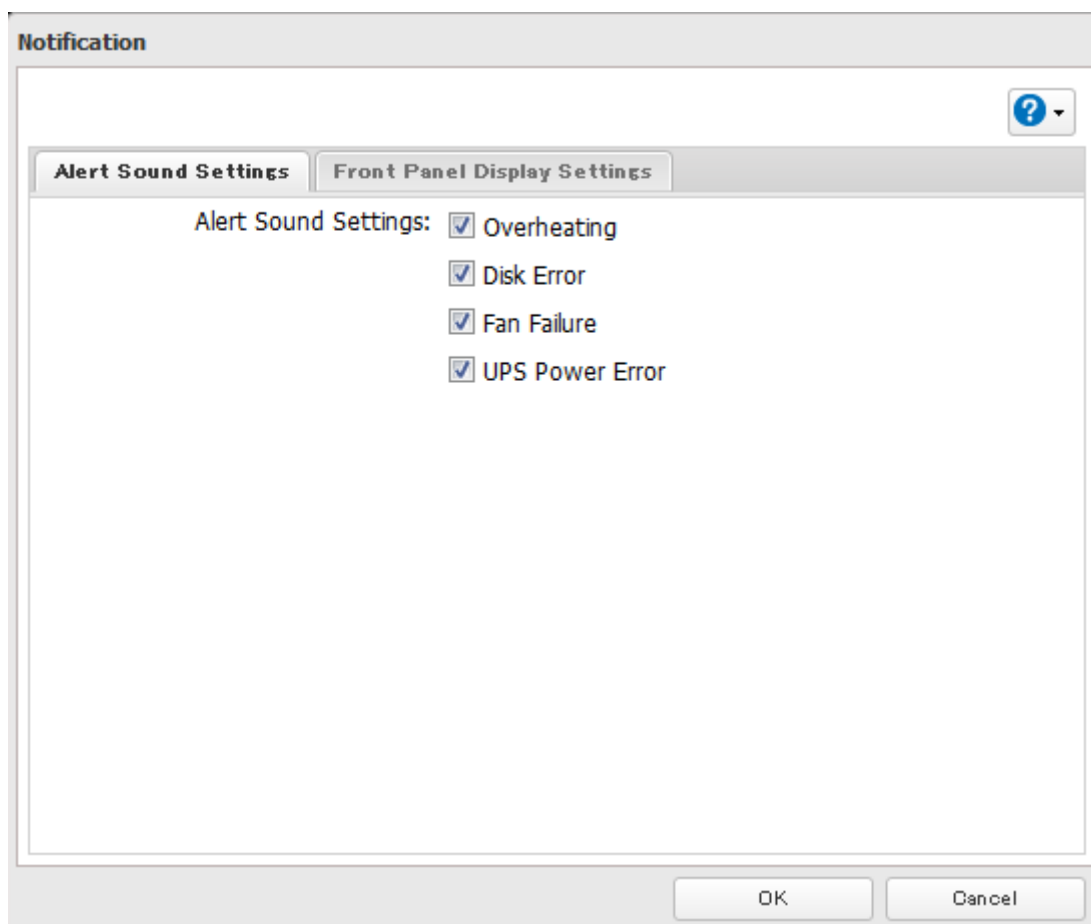 Notification
Alert Sound Settings Front Panel Display Settings
Alert Sound Settings: Overheating
Disk Error
Fan Failure
UPS Power Error
OK Cancel